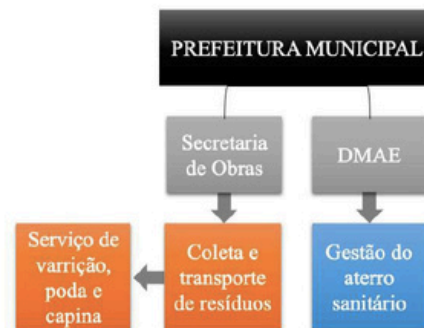 PREFEITURA MUNICIPAL
Secretaria
de Obras
DMAE
Serviço de
varrição,
poda e
capina
Coleta e
transporte
de resíduos
Gestão do
aterro
sanitário